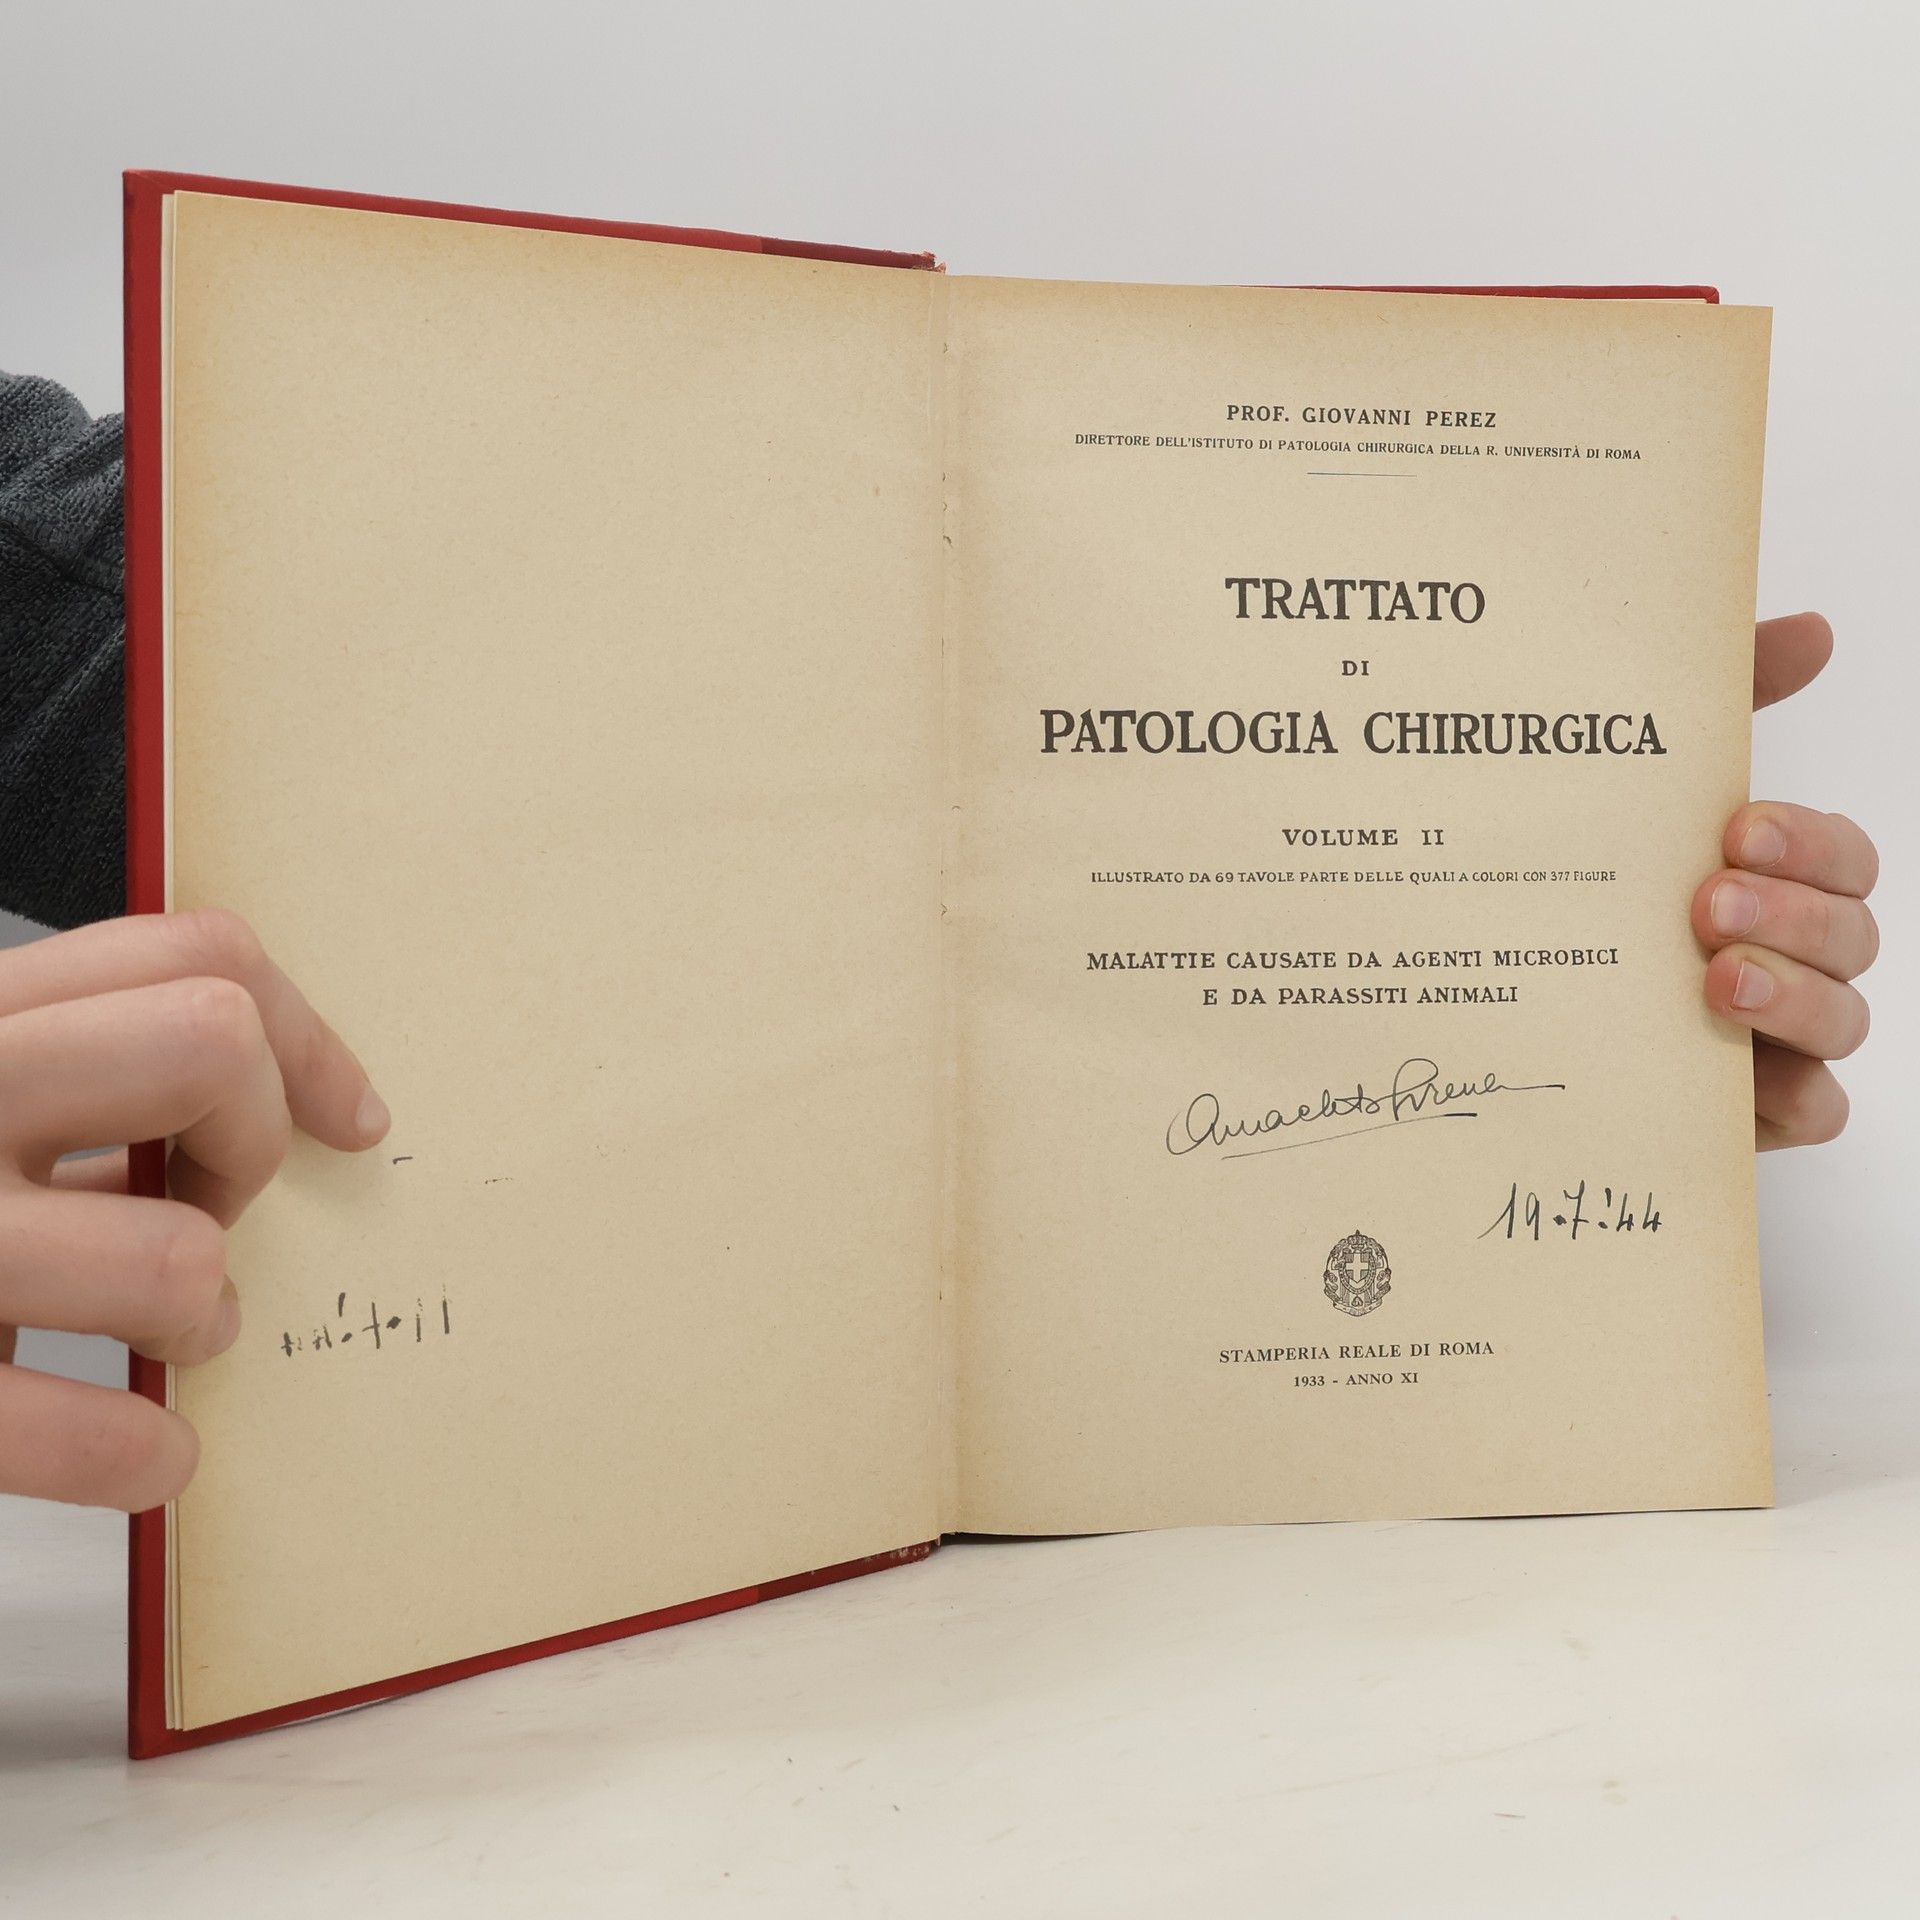 PROF. GIOVANNI PEREZ
DIRETTORE DELL'ISTITUTO DI PATOLOGIA CHIRURGICA DELLA R. UNIVERSITÀ DI ROMA
TRATTATO
DI
PATOLOGIA CHIRURGICA
VOLUME II
ILLUSTRATO DA 69 TAVOLE PARTE DELLE QUALI A COLORI CON 377 FIGURE
MALATTIE CAUSATE DA AGENTI MICROBICI
E DA PARASSITI ANIMALI
19.7.'44
STAMPERIA REALE DI ROMA
1933 - ANNO XI